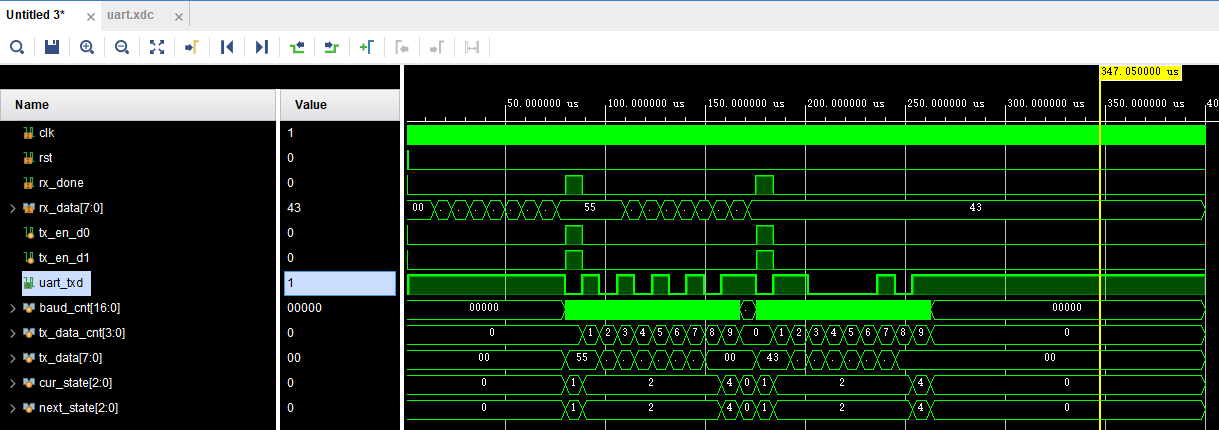 Untitled 3* × uart.xdc ×
347.050000 us
Name Value
50.000000 us 100.000000 us 150.000000 us 200.000000 us 250.000000 us 300.000000 us 350.000000 us 40
clk 1
rst 0
rx_done 0
rx_data[7:0] 43 00 . . . . . . . 55 . . . . . . . 43
tx_en_d0 0
tx_en_d1 0
uart_txd 1
baud_cnt[16:0] 00000 00000 . 00000
tx_data_cnt[3:0] 0 0 1 2 3 4 5 6 7 8 9 0 1 2 3 4 5 6 7 8 9 0
tx_data[7:0] 00 00 55 . . . . . . 00 43 . . . . . . 00
cur_state[2:0] 0 0 1 2 4 0 1 2 4 0
next_state[2:0] 0 0 1 2 4 0 1 2 4 0